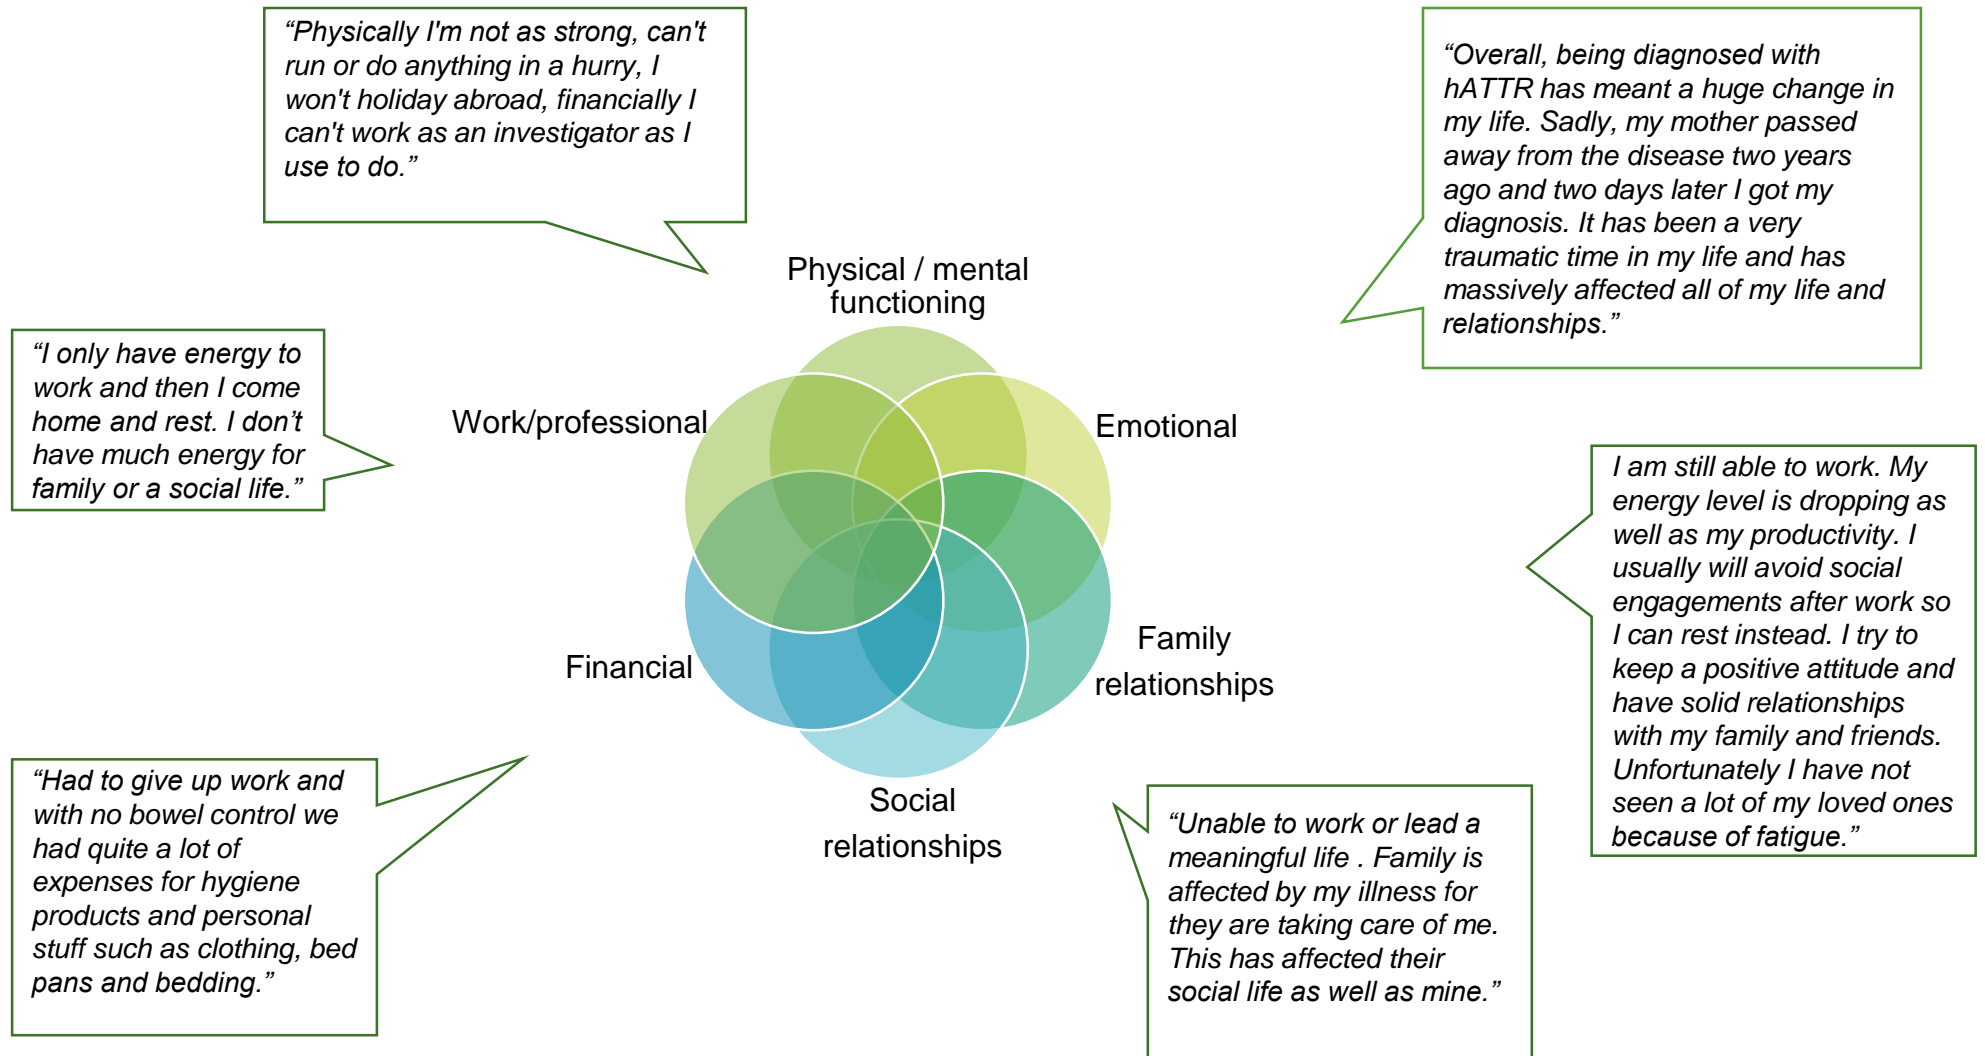 “Physically I'm not as strong, can't
run or do anything in a hurry, I
won't holiday abroad, financially I
can't work as an investigator as I
use to do.”
“Overall, being diagnosed with
hATTR has meant a huge change in
my life. Sadly, my mother passed
away from the disease two years
ago and two days later I got my
diagnosis. It has been a very
traumatic time in my life and has
massively affected all of my life and
relationships.”
Physical / mental
functioning
“I only have energy to
work and then I come
home and rest. I don’t
have much energy for
family or a social life.”
Work/professional
Emotional
I am still able to work. My
energy level is dropping as
well as my productivity. I
usually will avoid social
engagements after work so
I can rest instead. I try to
keep a positive attitude and
have solid relationships
with my family and friends.
Unfortunately I have not
seen a lot of my loved ones
because of fatigue.”
Family
relationships
Financial
Social
relationships
“Had to give up work and
with no bowel control we
had quite a lot of
expenses for hygiene
products and personal
stuff such as clothing, bed
pans and bedding.”
“Unable to work or lead a
meaningful life . Family is
affected by my illness for
they are taking care of me.
This has affected their
social life as well as mine.”